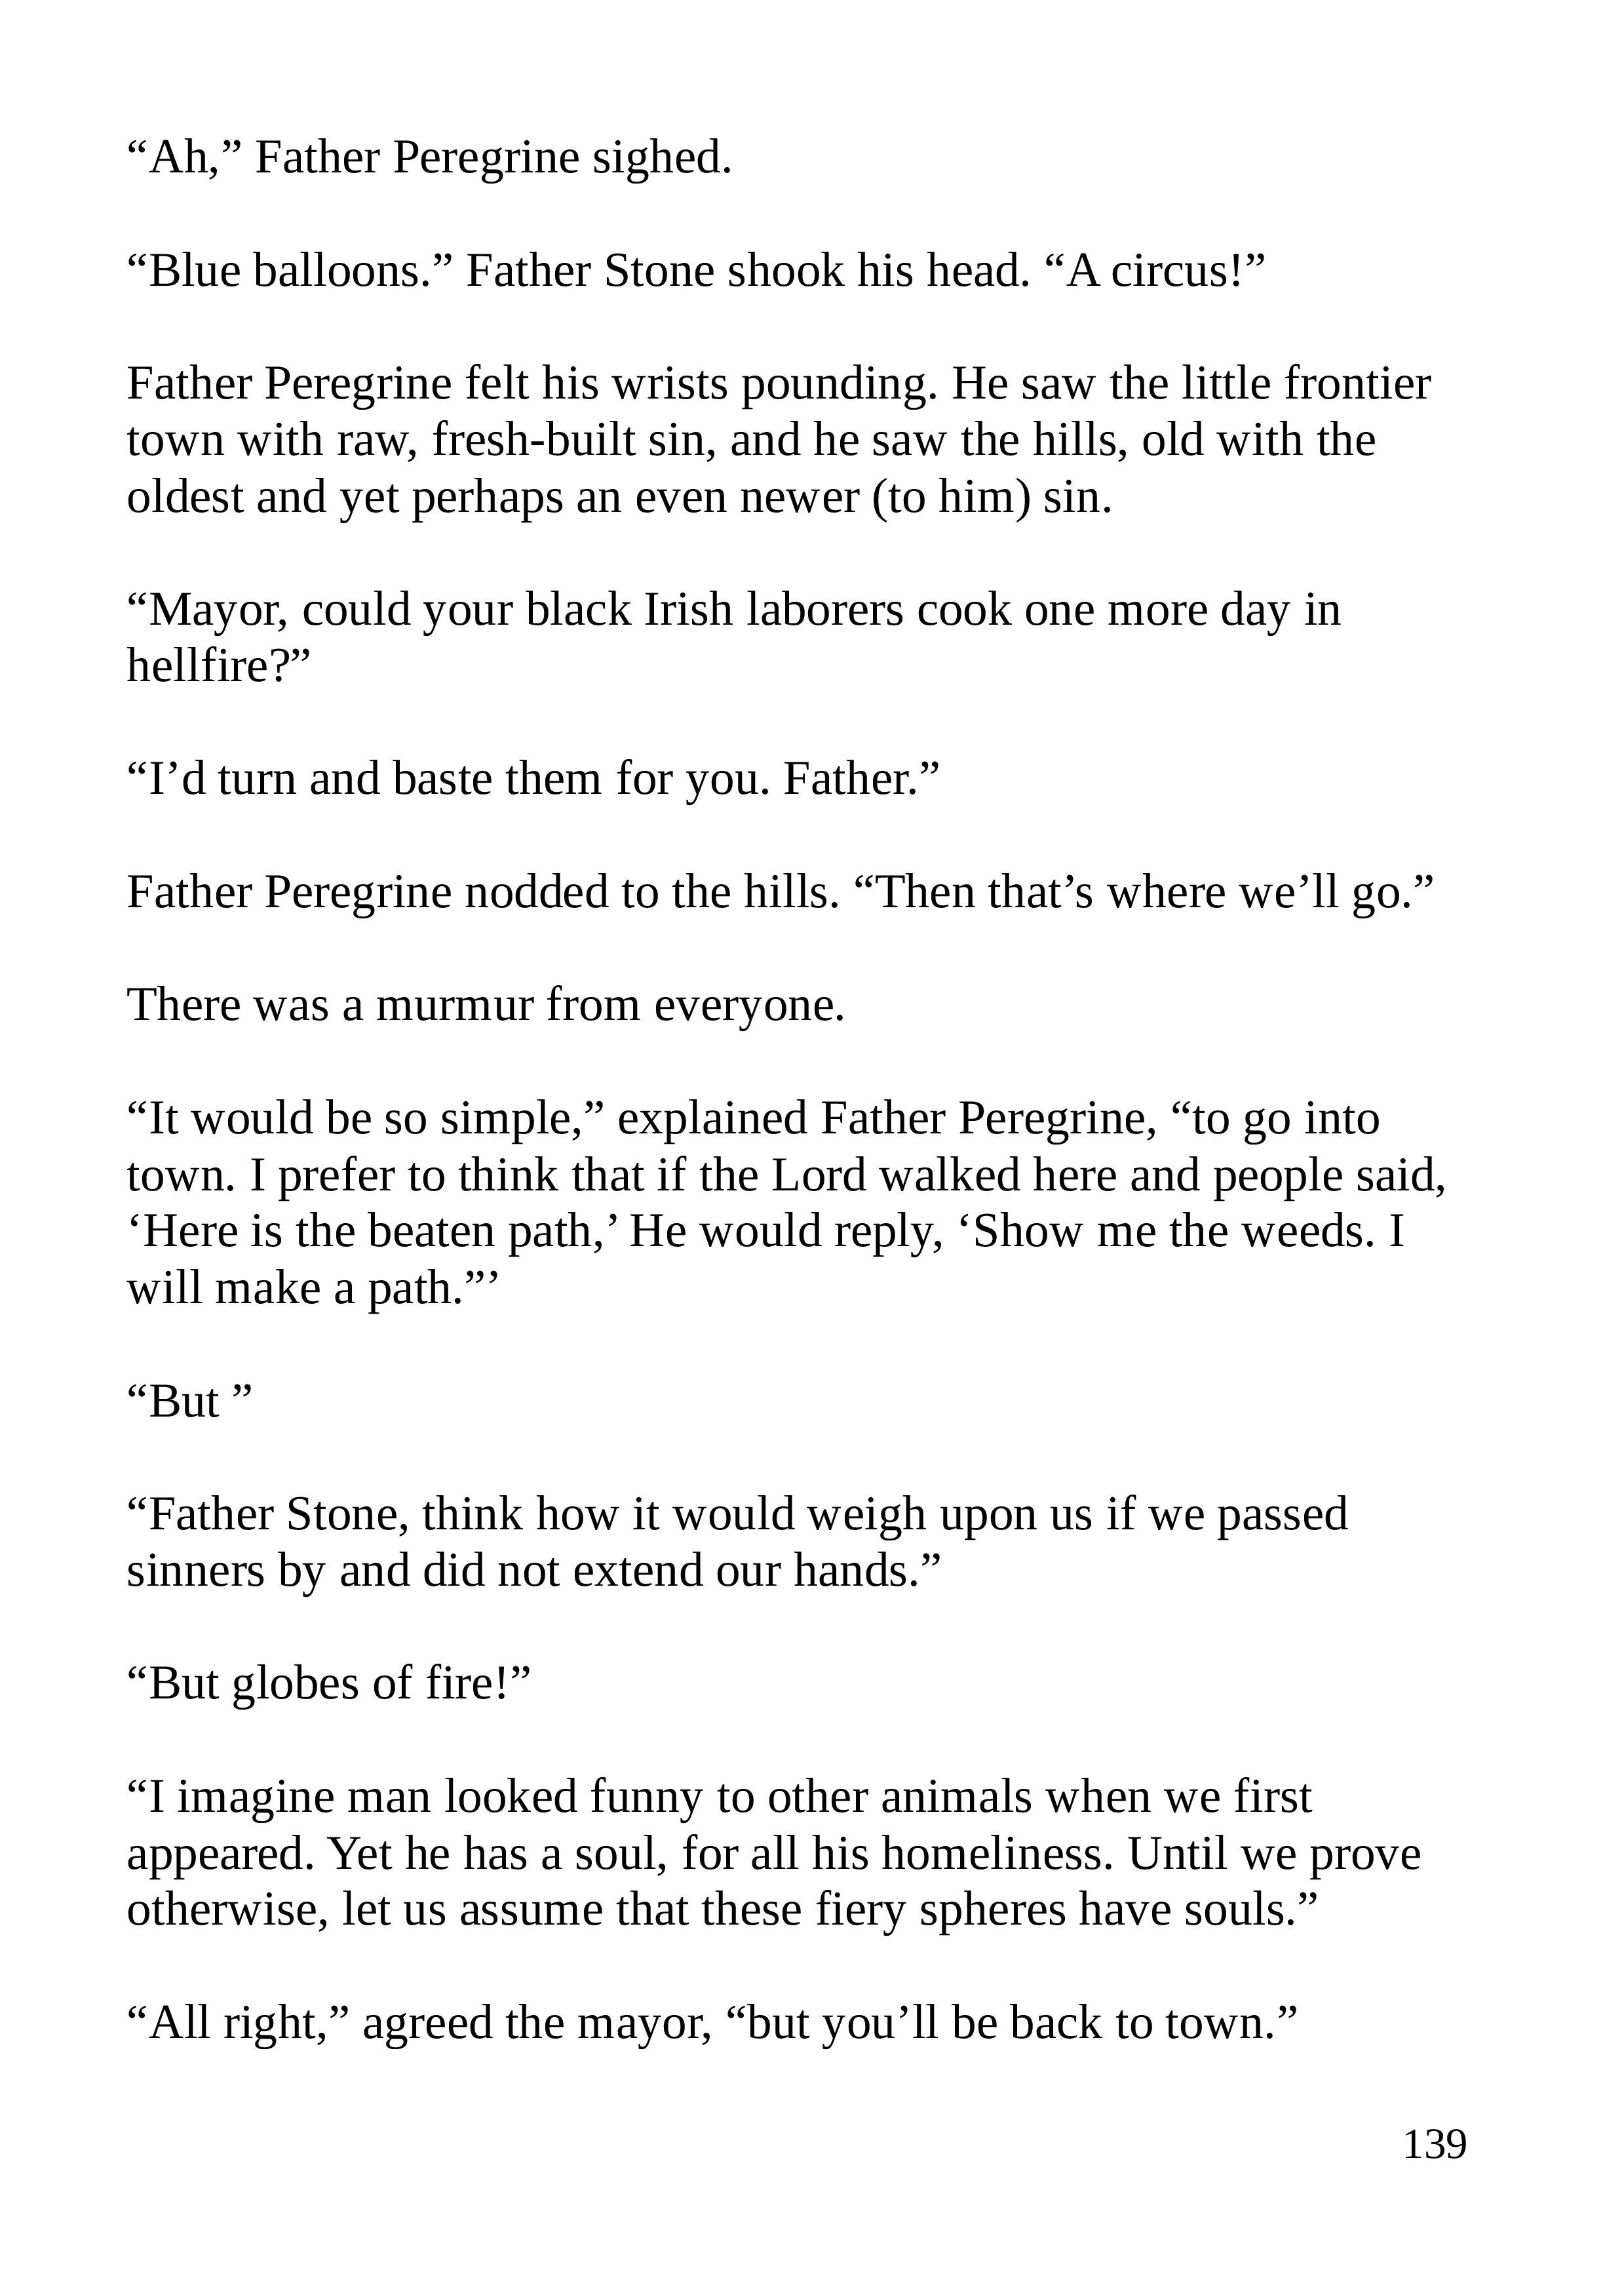 “Ah,” Father Peregrine sighed.
“Blue balloons.” Father Stone shook his head. “A circus!”
Father Peregrine felt his wrists pounding. He saw the little frontier
town with raw, fresh-built sin, and he saw the hills, old with the
oldest and yet perhaps an even newer (to him) sin.
“Mayor, could your black Irish laborers cook one more day in
hellfire?”
“I’d turn and baste them for you. Father.”
Father Peregrine nodded to the hills. “Then that’s where we’ll go.”
There was a murmur from everyone.
“It would be so simple,” explained Father Peregrine, “to go into
town. I prefer to think that if the Lord walked here and people said,
‘Here is the beaten path,’ He would reply, ‘Show me the weeds. I
will make a path.”’
“But ”
“Father Stone, think how it would weigh upon us if we passed
sinners by and did not extend our hands.”
“But globes of fire!”
“I imagine man looked funny to other animals when we first
appeared. Yet he has a soul, for all his homeliness. Until we prove
otherwise, let us assume that these fiery spheres have souls.”
“All right,” agreed the mayor, “but you’ll be back to town.”
139